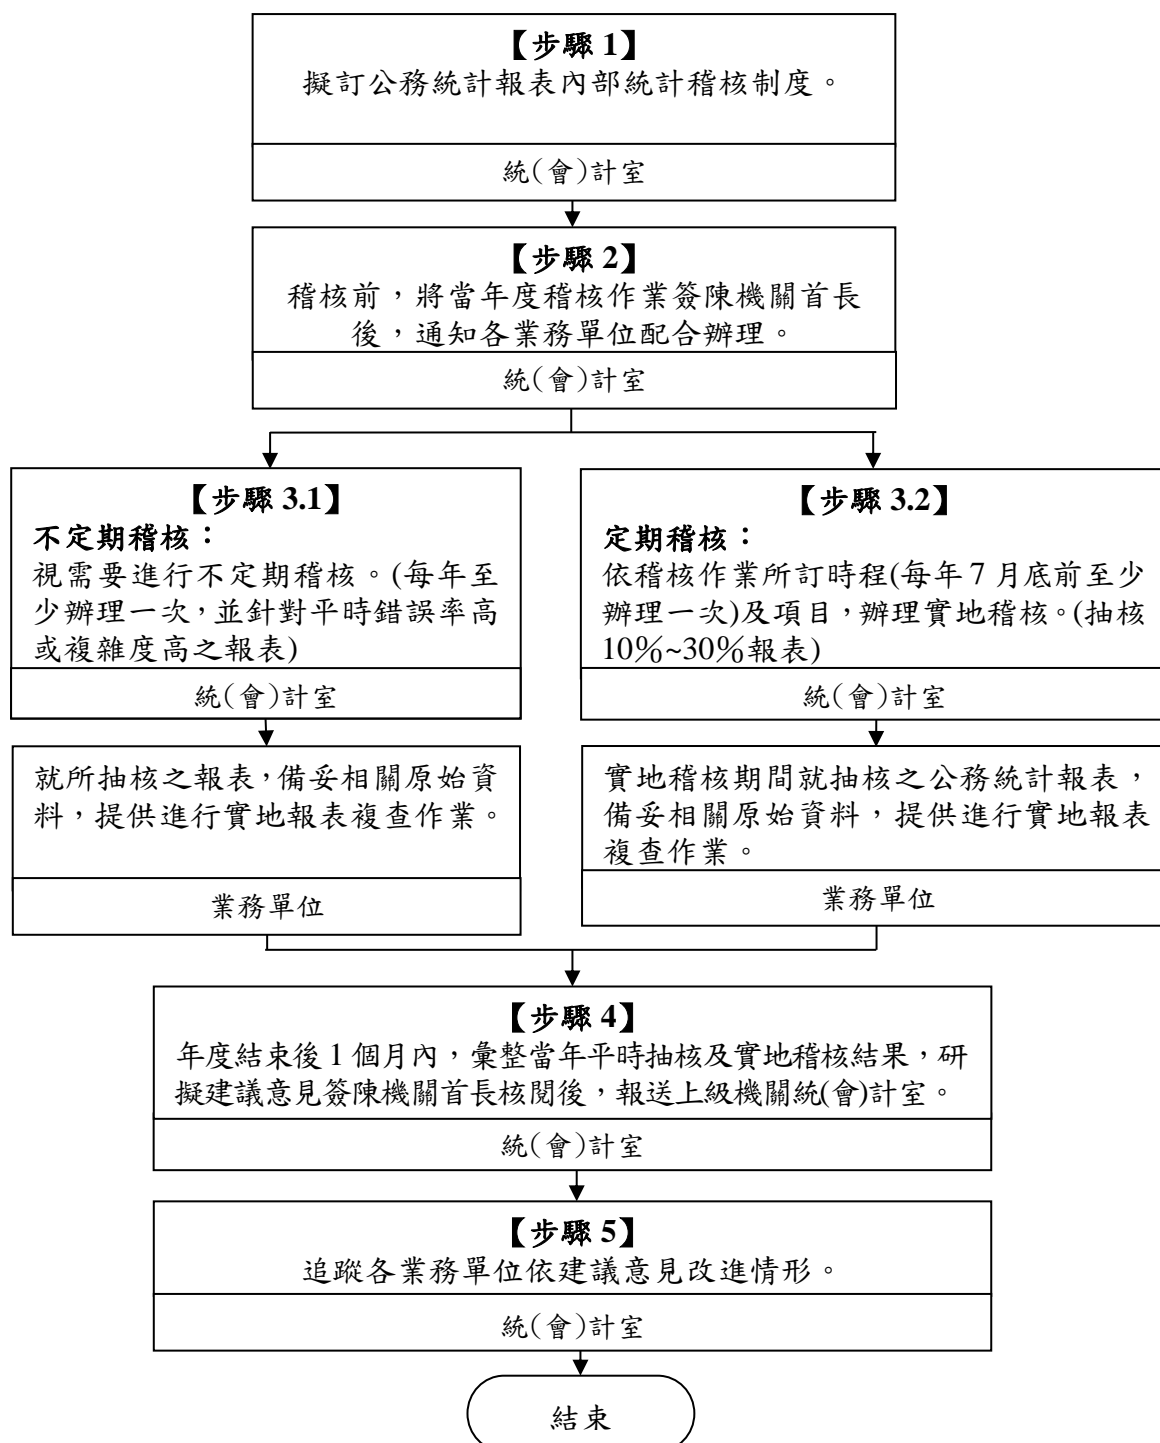 【步驟 1】
擬訂公務統計報表內部統計稽核制度。
統(會)計室
【步驟 2】
稽核前，將當年度稽核作業簽陳機關首長
後，通知各業務單位配合辦理。
統(會)計室
【步驟 3.1】
不定期稽核：
視需要進行不定期稽核。(每年至
少辦理一次，並針對平時錯誤率高
或複雜度高之報表)
統(會)計室
就所抽核之報表，備妥相關原始資
料，提供進行實地報表複查作業。
業務單位
【步驟 3.2】
定期稽核：
依稽核作業所訂時程(每年 7 月底前至少
辦理一次)及項目，辦理實地稽核。(抽核
10％~30％報表)
統(會)計室
實地稽核期間就抽核之公務統計報表，
備妥相關原始資料，提供進行實地報表
複查作業。
業務單位
【步驟 4】
年度結束後 1 個月內，彙整當年平時抽核及實地稽核結果，研
擬建議意見簽陳機關首長核閱後，報送上級機關統(會)計室。
統(會)計室
【步驟 5】
追蹤各業務單位依建議意見改進情形。
統(會)計室
結束